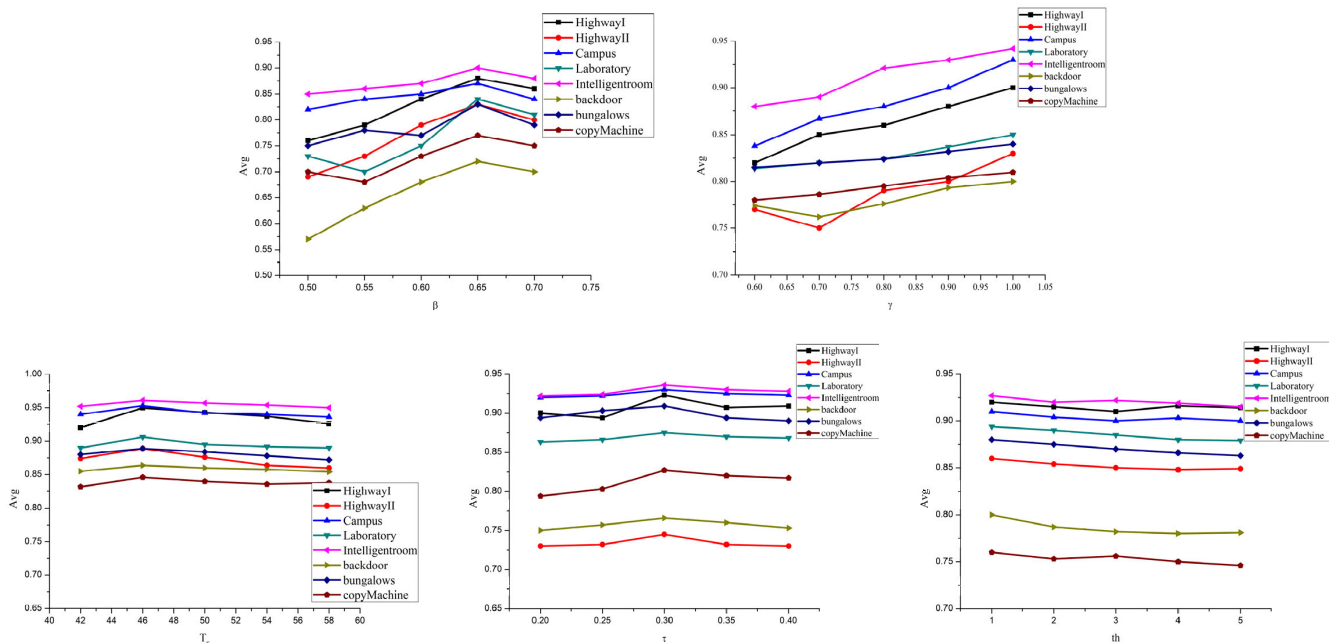 HighwayI
HighwayII
Campus
Laboratory
Intelligentroom
backdoor
bungalows
copyMachine
0.95
0.90
0.85
0.80
0.75
0.70
0.65
0.60
0.55
0.50
Avg
0.50 0.55 0.60 0.65 0.70 0.75
β
HighwayI
HighwayII
Campus
Laboratory
Intelligentroom
backdoor
bungalows
copyMachine
0.95
0.90
0.85
0.80
0.75
0.70
Avg
0.60 0.65 0.70 0.75 0.80 0.85 0.90 0.95 1.00 1.05
γ
1.00
0.95
0.90
0.85
0.80
0.75
0.70
0.65
Avg
HighwayI
HighwayII
Campus
Laboratory
Intelligentroom
backdoor
bungalows
copyMachine
40 42 44 46 48 50 52 54 56 58 60
HighwayI
HighwayII
Campus
Laboratory
Intelligentroom
backdoor
bungalows
copyMachine
0.95
0.90
0.85
0.80
0.75
0.70
0.65
Avg
0.20 0.25 0.30 0.35 0.40
τ
HighwayI
HighwayII
Campus
Laboratory
Intelligentroom
backdoor
bungalows
copyMachine
0.95
0.90
0.85
0.80
0.75
0.70
Avg
1 2 3 4 5
th